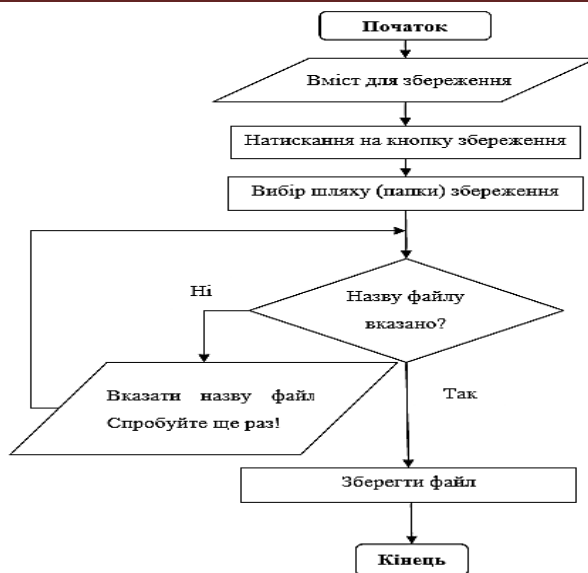 Початок
Вміст для збереження
Натискання на кнопку збереження
Вибір шляху (папки) збереження
Назву файлу
вказано?
Ні
Вказати назву файл
Спробуйте ще раз!
Так
Зберегти файл
Кінець